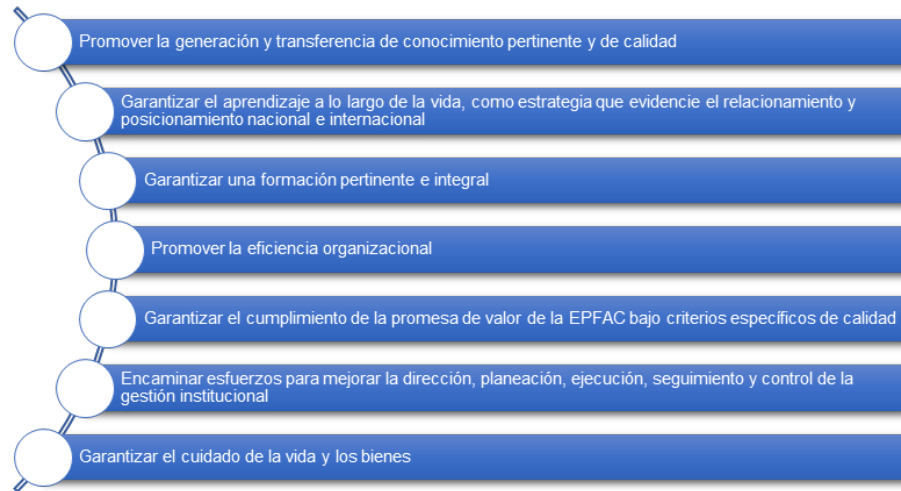 Promover la generación y transferencia de conocimiento pertinente y de calidad
Garantizar el aprendizaje a lo largo de la vida, como estrategia que evidencie el relacionamiento y
posicionamiento nacional e internacional
Garantizar una formación pertinente e integral
Promover la eficiencia organizacional
Garantizar el cumplimiento de la promesa de valor de la EPFAC bajo criterios específicos de calidad
Encaminar esfuerzos para mejorar la dirección, planeación, ejecución, seguimiento y control de la
gestión institucional
Garantizar el cuidado de la vida y los bienes